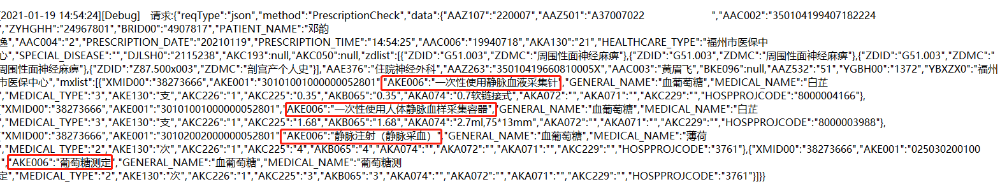 [2021-01-19 14:54:24][Debug] 请求:{"reqType":"json","method":"PrescriptionCheck","data":{"AAZ107":"220007","AAZ501":"A37007022 ","AAC002":"350104199407182224
","ZYHGHH":"24967801","BRID00":"4907817","PATIENT_NAME":"邓韵
逸","AAC004":"2","PRESCRIPTION_DATE":"20210119","PRESCRIPTION_TIME":"14:54:25","AAC006":"19940718","AKA130":"21","HEALTHCARE_TYPE":"福州市医保中
心","SPECIAL_DISEASE":"","DJLSH0":"2115238","AKC193":null,"AKC050":null,"zdlist":[{"ZDID":"G51.003","ZDMC":"周围性面神经麻痹"},{"ZDID":"G51.003","ZDMC":"周围性面神经麻痹"},{"ZDID":"G51.003","ZDMC":"
周围性面神经麻痹"},{"ZDID":"Z87.500x003","ZDMC":"剖宫产个人史"}],"AAE376":"住院神经外科","AAZ263":"35010419660810005X","AAC003":"黄眉飞","BKE096":null,"AAZ532":"51","YGBH00":"1372","YBXZX0":"福州
市医保中心","mxlist":[{"XMID00":"38273666","AKE001":"30101001000000052801","AKE006":"一次性使用静脉血液采集针","GENERAL_NAME":"血葡萄糖","MEDICAL_NAME":"白芷
","MEDICAL_TYPE":"3","AKE130":"支","AKC226":"1","AKC225":"0.35","AKB065":"0.35","AKA074":"0.7软链接式","AKA072":"","AKA071":"","AKC229":"","HOSPPROJCODE":"8000004166"},
{"XMID00":"38273666","AKE001":"30101001000000052801","AKE006":"一次性使用人体静脉血样采集容器","GENERAL_NAME":"血葡萄糖","MEDICAL_NAME":"白芷
","MEDICAL_TYPE":"3","AKE130":"支","AKC226":"1","AKC225":"1.68","AKB065":"1.68","AKA074":"2.7ml,75*13mm","AKA072":"","AKA071":"","AKC229":"","HOSPPROJCODE":"8000003988"},
{"XMID00":"38273666","AKE001":"30102002000000052801","AKE006":"静脉注射（静脉采血）","GENERAL_NAME":"血葡萄糖","MEDICAL_NAME":"薄荷
","MEDICAL_TYPE":"2","AKE130":"次","AKC226":"1","AKC225":"4","AKB065":"4","AKA074":"","AKA072":"","AKA071":"","AKC229":"","HOSPPROJCODE":"3761"},{"XMID00":"38273666","AKE001":"025030200100
","AKE006":"葡萄糖测定","GENERAL_NAME":"血葡萄糖","MEDICAL_NAME":"葡萄糖测
定","MEDICAL_TYPE":"2","AKE130":"次","AKC226":"1","AKC225":"3","AKB065":"3","AKA074":"","AKA072":"","AKA071":"","AKC229":"","HOSPPROJCODE":"3761"}]}}